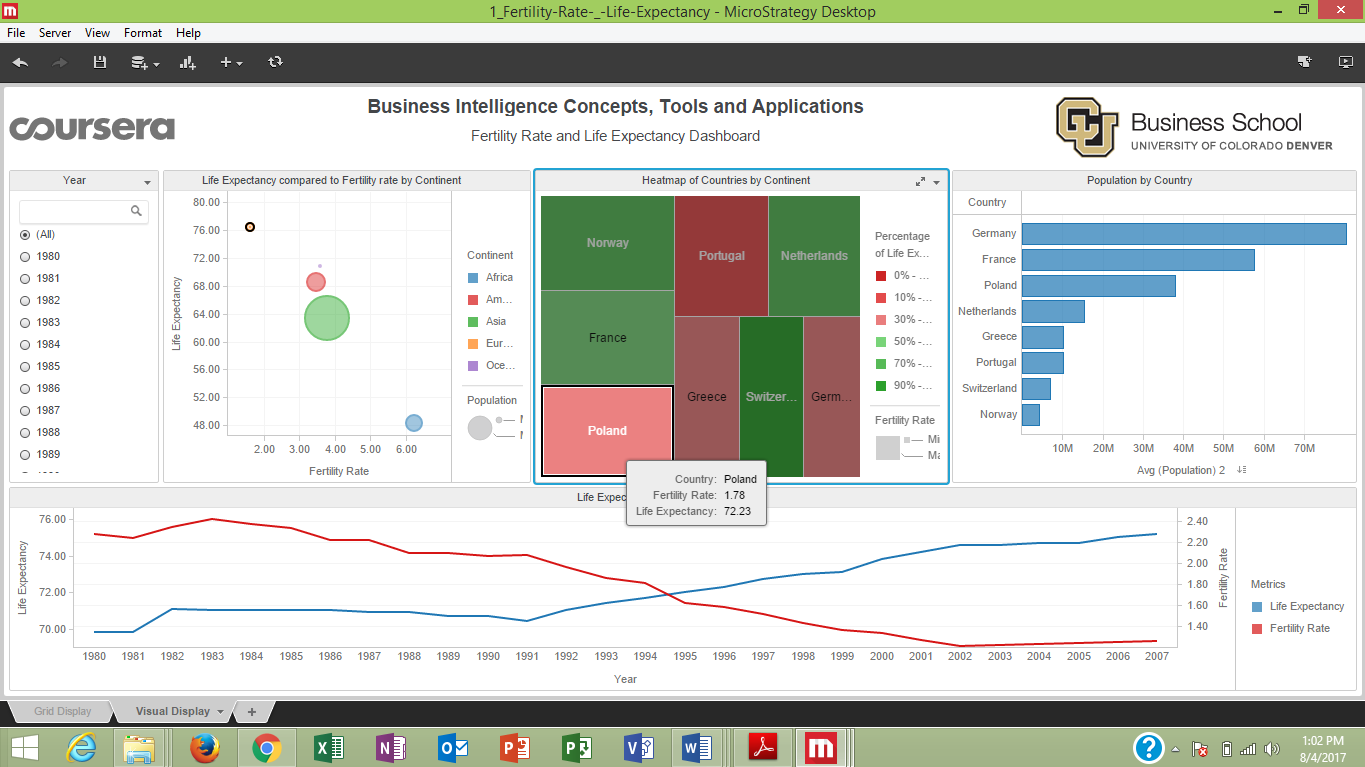 1_Fertility-Rate-_-Life-Expectancy - MicroStrategy Desktop
File Server View Format Help
coursera
Business Intelligence Concepts, Tools and Applications
Fertility Rate and Life Expectancy Dashboard
CU
Business School
UNIVERSITY OF COLORADO DENVER
Year
(All)
1980
1981
1982
1983
1984
1985
1986
1987
1988
1989
Life Expectancy compared to Fertility rate by Continent
Life Expectancy
80.00
76.00
72.00
68.00
64.00
60.00
56.00
52.00
48.00
2.00 3.00 4.00 5.00 6.00
Fertility Rate
Continent
Africa
Am...
Asia
Eur...
Oce...
Population
Heatmap of Countries by Continent
Norway
Portugal
Netherlands
France
Poland
Greece
Switzer...
Germ...
Percentage
of Life Ex...
0% - ...
10% -...
30% -...
50% -...
70% -...
90% -...
Fertility Rate
Mi
Ma
Country: Poland
Fertility Rate: 1.78
Life Expectancy: 72.23
Population by Country
Country
Germany
France
Poland
Netherlands
Greece
Portugal
Switzerland
Norway
10M 20M 30M 40M 50M 60M 70M
Avg (Population) 2
Life Expec
Life Expectancy
76.00
74.00
72.00
70.00
2.40
2.20
2.00
1.80
1.60
1.40
Fertility Rate
1980 1981 1982 1983 1984 1985 1986 1987 1988 1989 1990 1991 1992 1993 1994 1995 1996 1997 1998 1999 2000 2001 2002 2003 2004 2005 2006 2007
Year
Metrics
Life Expectancy
Fertility Rate
Grid Display
Visual Display
1:02 PM
8/4/2017